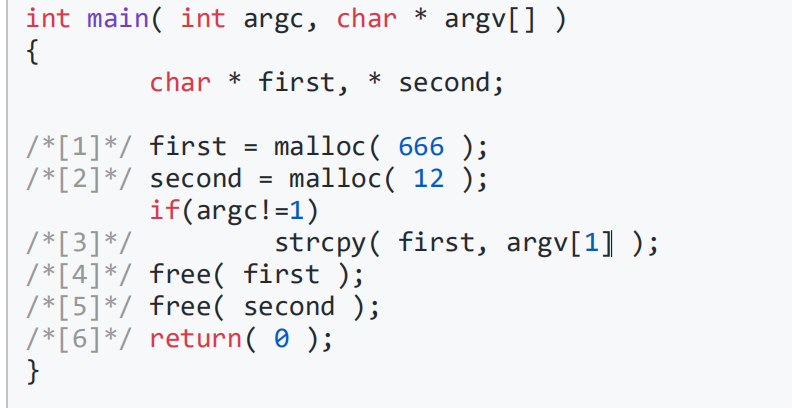 int main( int argc, char * argv[] )
{
char * first, * second;
/*[1]*/ first = malloc( 666 );
/*[2]*/ second = malloc( 12 );
if(argc!=1)
/*[3]*/ strcpy( first, argv[1] );
/*[4]*/ free( first );
/*[5]*/ free( second );
/*[6]*/ return( 0 );
}